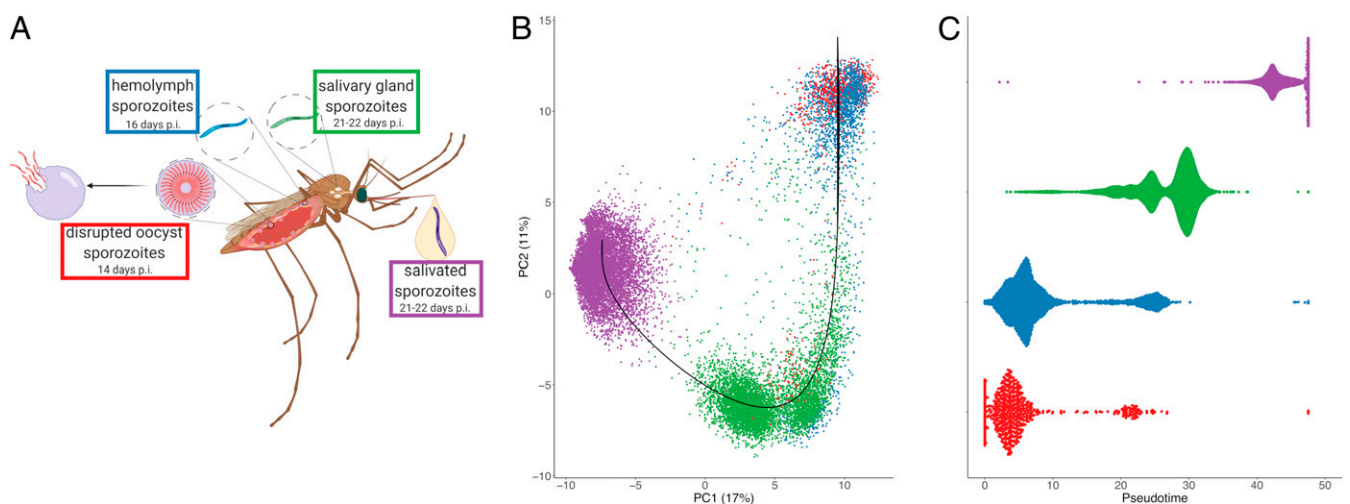 A
hemolymph
sporozoites
16 days p.i.
salivary gland
sporozoites
21-22 days p.i.
disrupted oocyst
sporozoites
14 days p.i.
salivated
sporozoites
21-22 days p.i.
B
15
10
5
0
−5
−10
PC2 (11%)
−10
−5
0
5
10
PC1 (17%)
C
0
10
20
30
40
50
Pseudotime